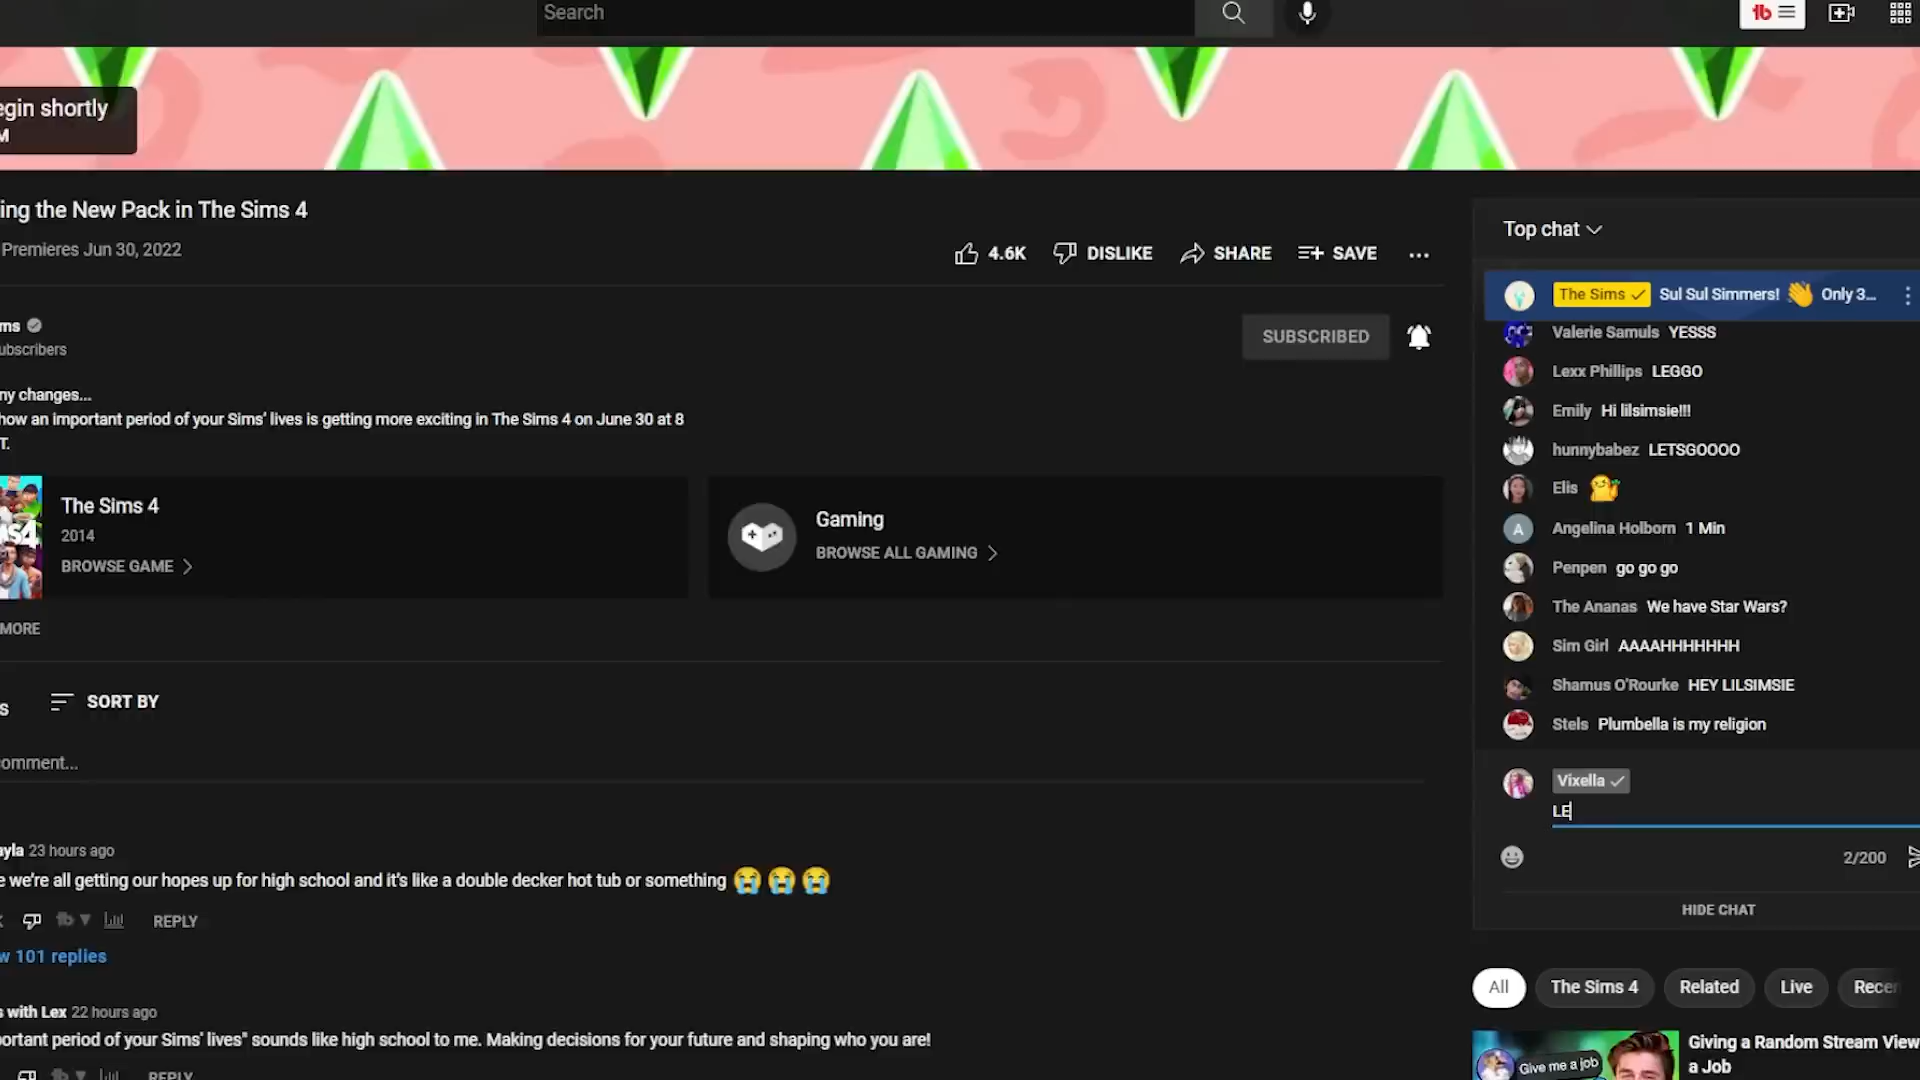 Search
egin shortly
M
ing the New Pack in The Sims 4
Premieres Jun 30, 2022
4.6K
DISLIKE
SHARE
SAVE
ms
ubscribers
SUBSCRIBED
ny changes...
how an important period of your Sims' lives is getting more exciting in The Sims 4 on June 30 at 8
T.
The Sims 4
2014
BROWSE GAME
Gaming
BROWSE ALL GAMING
MORE
s
SORT BY
omment...
ayla 23 hours ago
e we're all getting our hopes up for high school and it's like a double decker hot tub or something 😭 😭 😭
tb
REPLY
w 101 replies
s with Lex 22 hours ago
portant period of your Sims' lives" sounds like high school to me. Making decisions for your future and shaping who you are!
REPLY
tb
Top chat
The Sims Sul Sul Simmers! 👋 Only 3...
Valerie Samuls YESSS
Lexx Phillips LEGGO
Emily Hi lilsimsie!!!
hunnybabez LETSGOOOO
Elis
A Angelina Holborn 1 Min
Penpen go go go
The Ananas We have Star Wars?
Sim Girl AAAAHHHHHHH
Shamus O'Rourke HEY LILSIMSIE
Stels Plumbella is my religion
Vixella
LE
2/200
HIDE CHAT
All
The Sims 4
Related
Live
Recen
Give me a job
Giving a Random Stream View
a Job